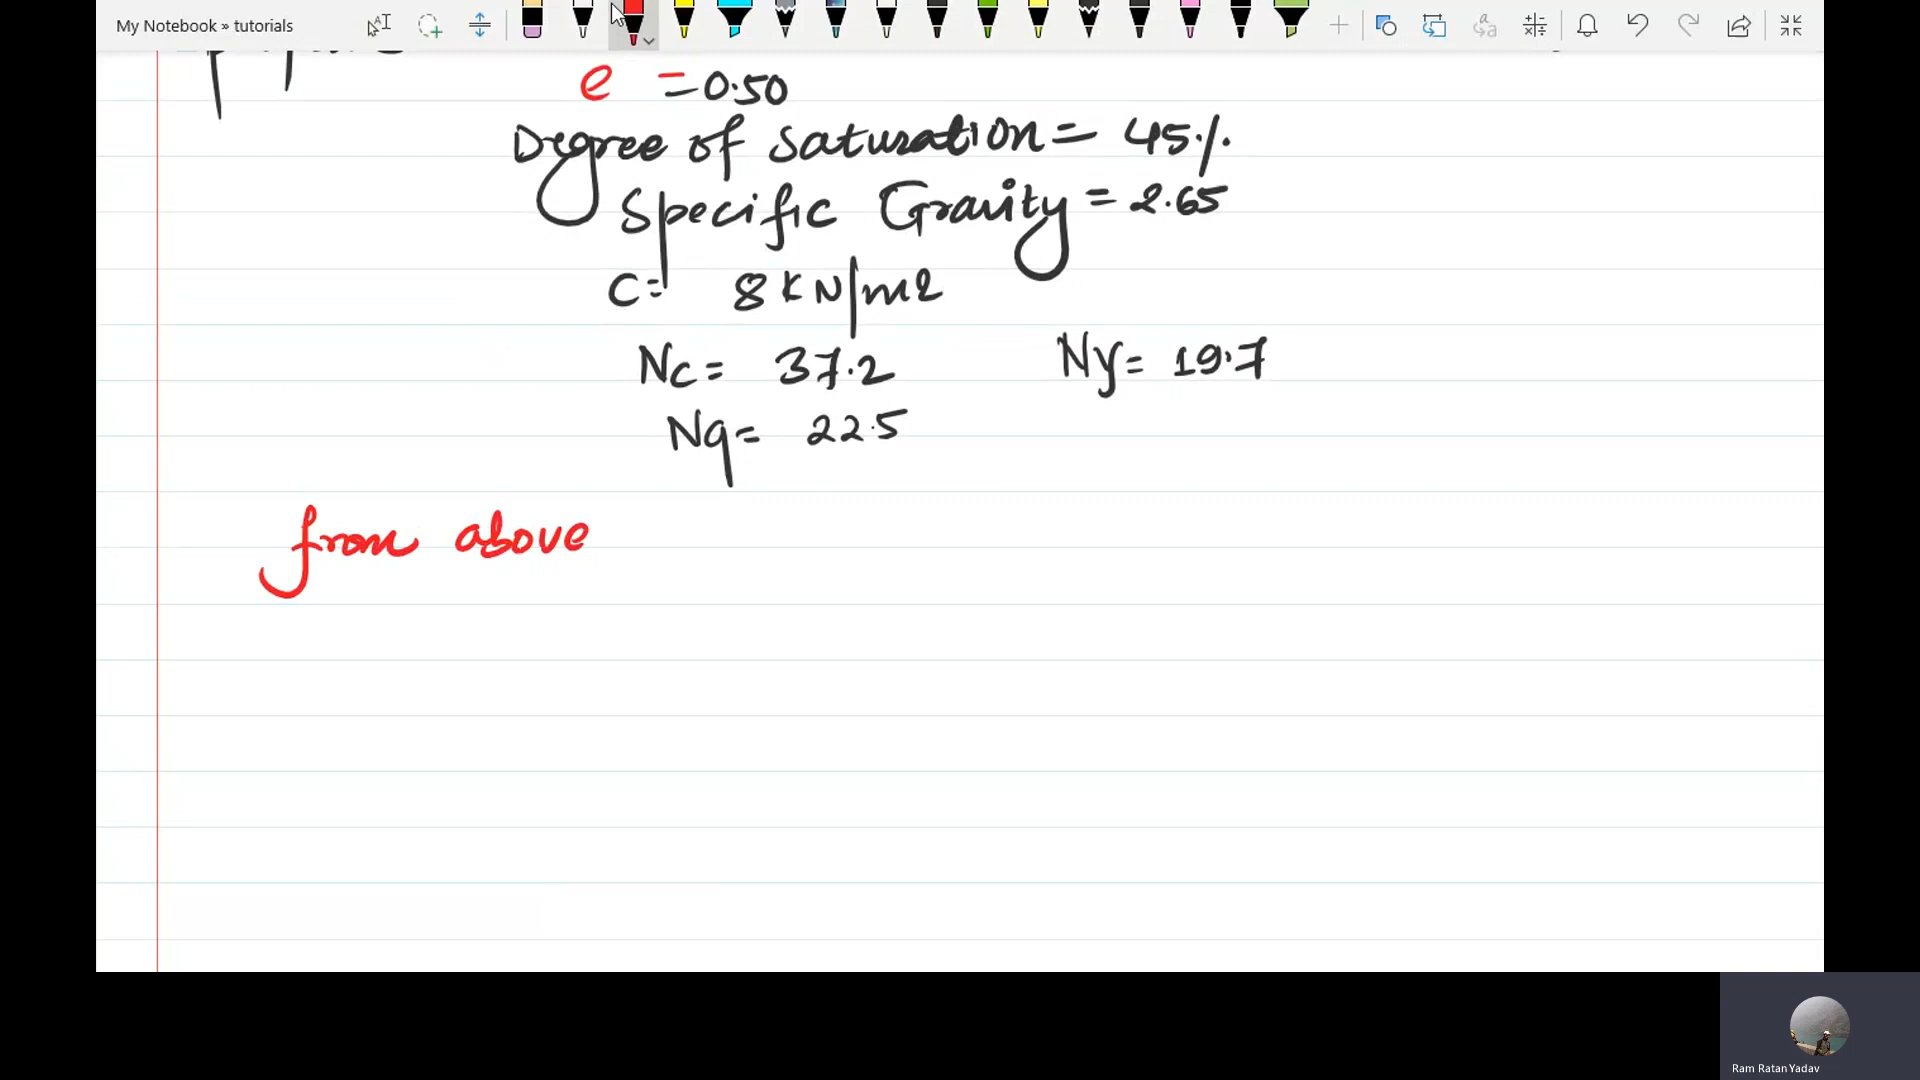 My Notebook » tutorials
e = 0.50
Degree of Saturation = 45%
Specific Gravity = 2.65
C = 8 KN/m2
Nc = 37.2 Nγ = 19.7
Nq = 22.5
from above
Ram Ratan Yadav